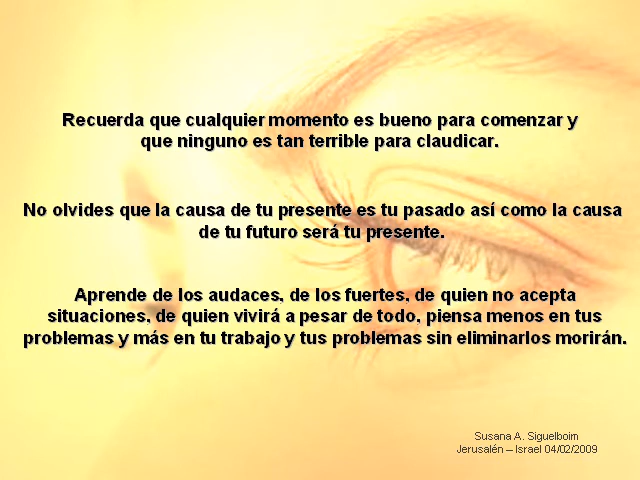 Recuerda que cualquier momento es bueno para comenzar y
que ninguno es tan terrible para claudicar.
No olvides que la causa de tu presente es tu pasado así como la causa
de tu futuro será tu presente.
Aprende de los audaces, de los fuertes, de quien no acepta
situaciones, de quien vivirá a pesar de todo, piensa menos en tus
problemas y más en tu trabajo y tus problemas sin eliminarlos morirán.
Susana A. Siguelboim
Jerusalén – Israel 04/02/2009